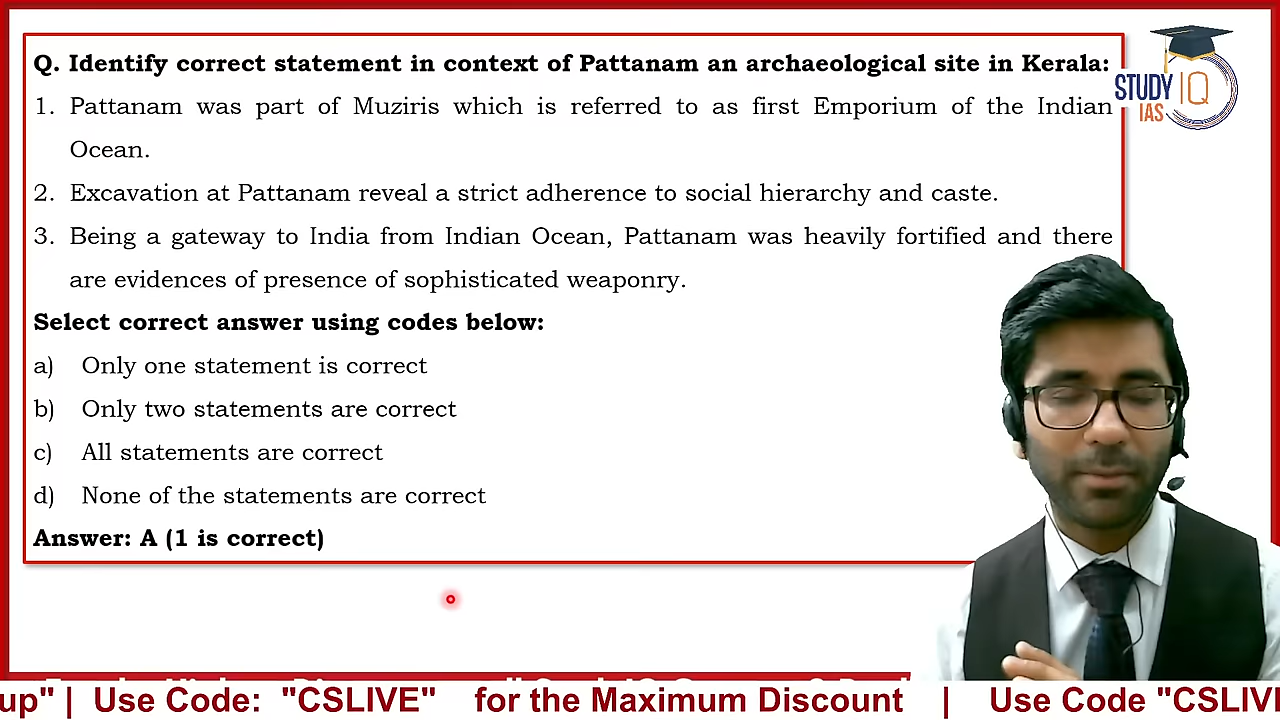 Q. Identify correct statement in context of Pattanam an archaeological site in Kerala:
1. Pattanam was part of Muziris which is referred to as first Emporium of the Indian
Ocean.
2. Excavation at Pattanam reveal a strict adherence to social hierarchy and caste.
3. Being a gateway to India from Indian Ocean, Pattanam was heavily fortified and there
are evidences of presence of sophisticated weaponry.
Select correct answer using codes below:
a) Only one statement is correct
b) Only two statements are correct
c) All statements are correct
d) None of the statements are correct
Answer: A (1 is correct)
STUDY IQ
IAS
up" | Use Code: "CSLIVE" for the Maximum Discount | Use Code "CSLIVE